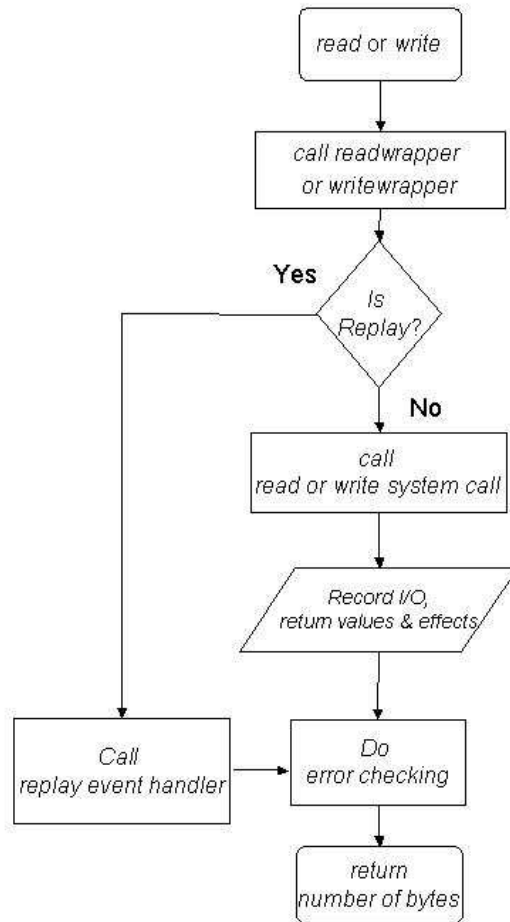 read or write
call readwrapper
or writewrapper
Yes
Is
Replay?
No
call
read or write system call
Record I/O,
return values & effects
Call
replay event handler
Do
error checking
return
number of bytes